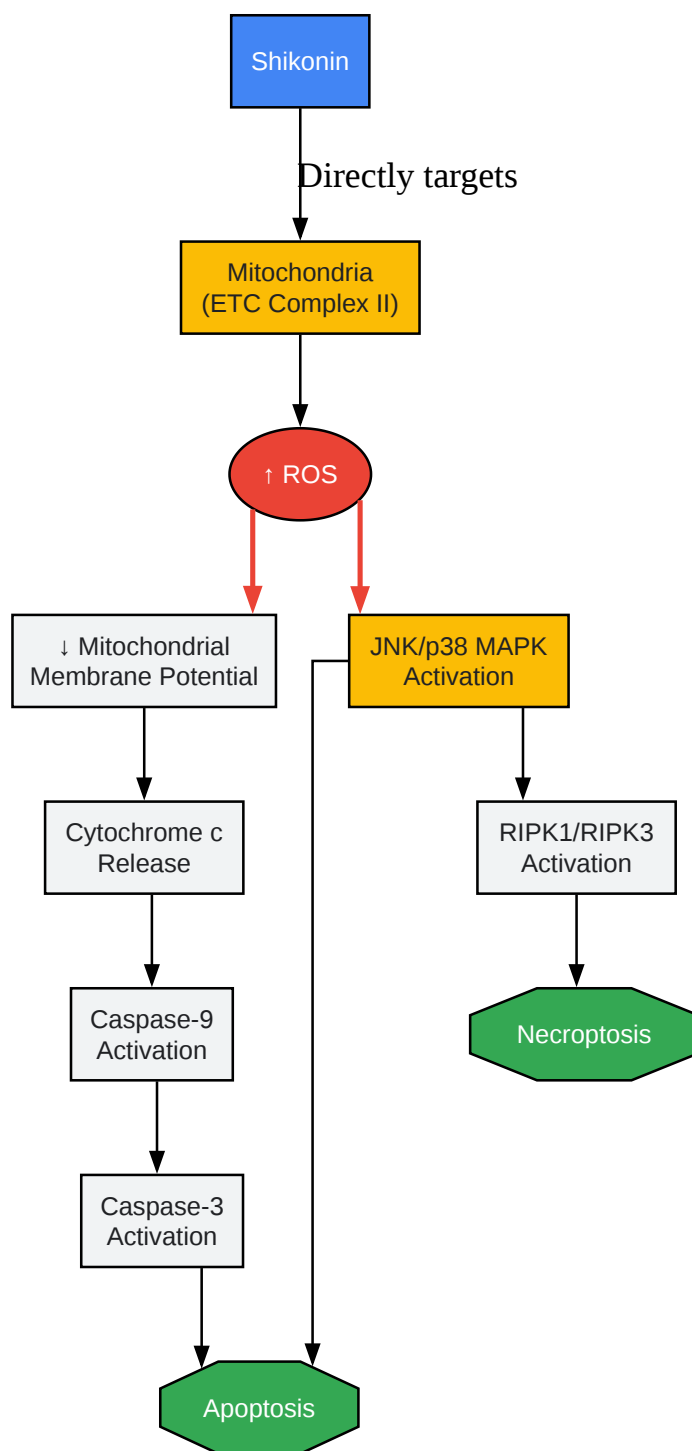 Shikonin
Directly targets
Mitochondria
(ETC Complex II)
↑ ROS
↓ Mitochondrial
Membrane Potential
JNK/p38 MAPK
Activation
Cytochrome c
Release
RIPK1/RIPK3
Activation
Caspase-9
Activation
Necroptosis
Caspase-3
Activation
Apoptosis